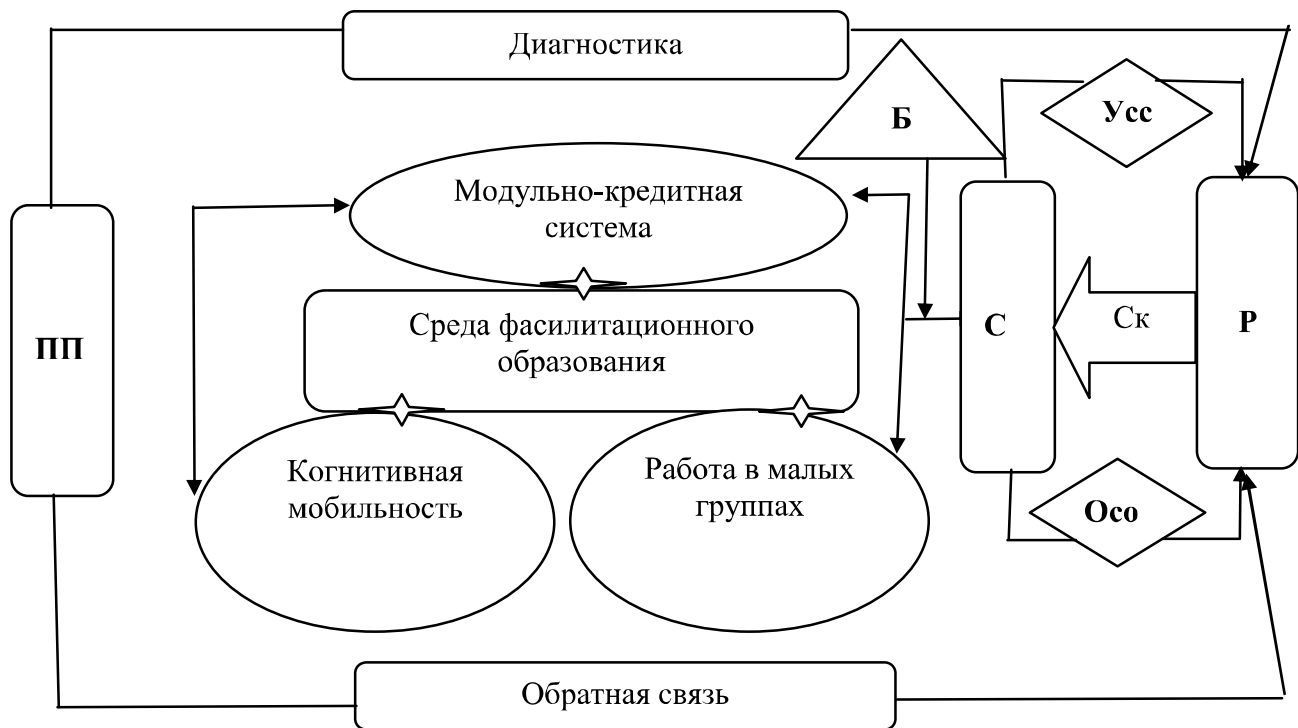 Диагностика
Б
Усс
Модульно-кредитная
система
ПП
Среда фасилитационного
образования
С
Ск
Р
Когнитивная
мобильность
Работа в малых
группах
Осо
Обратная связь